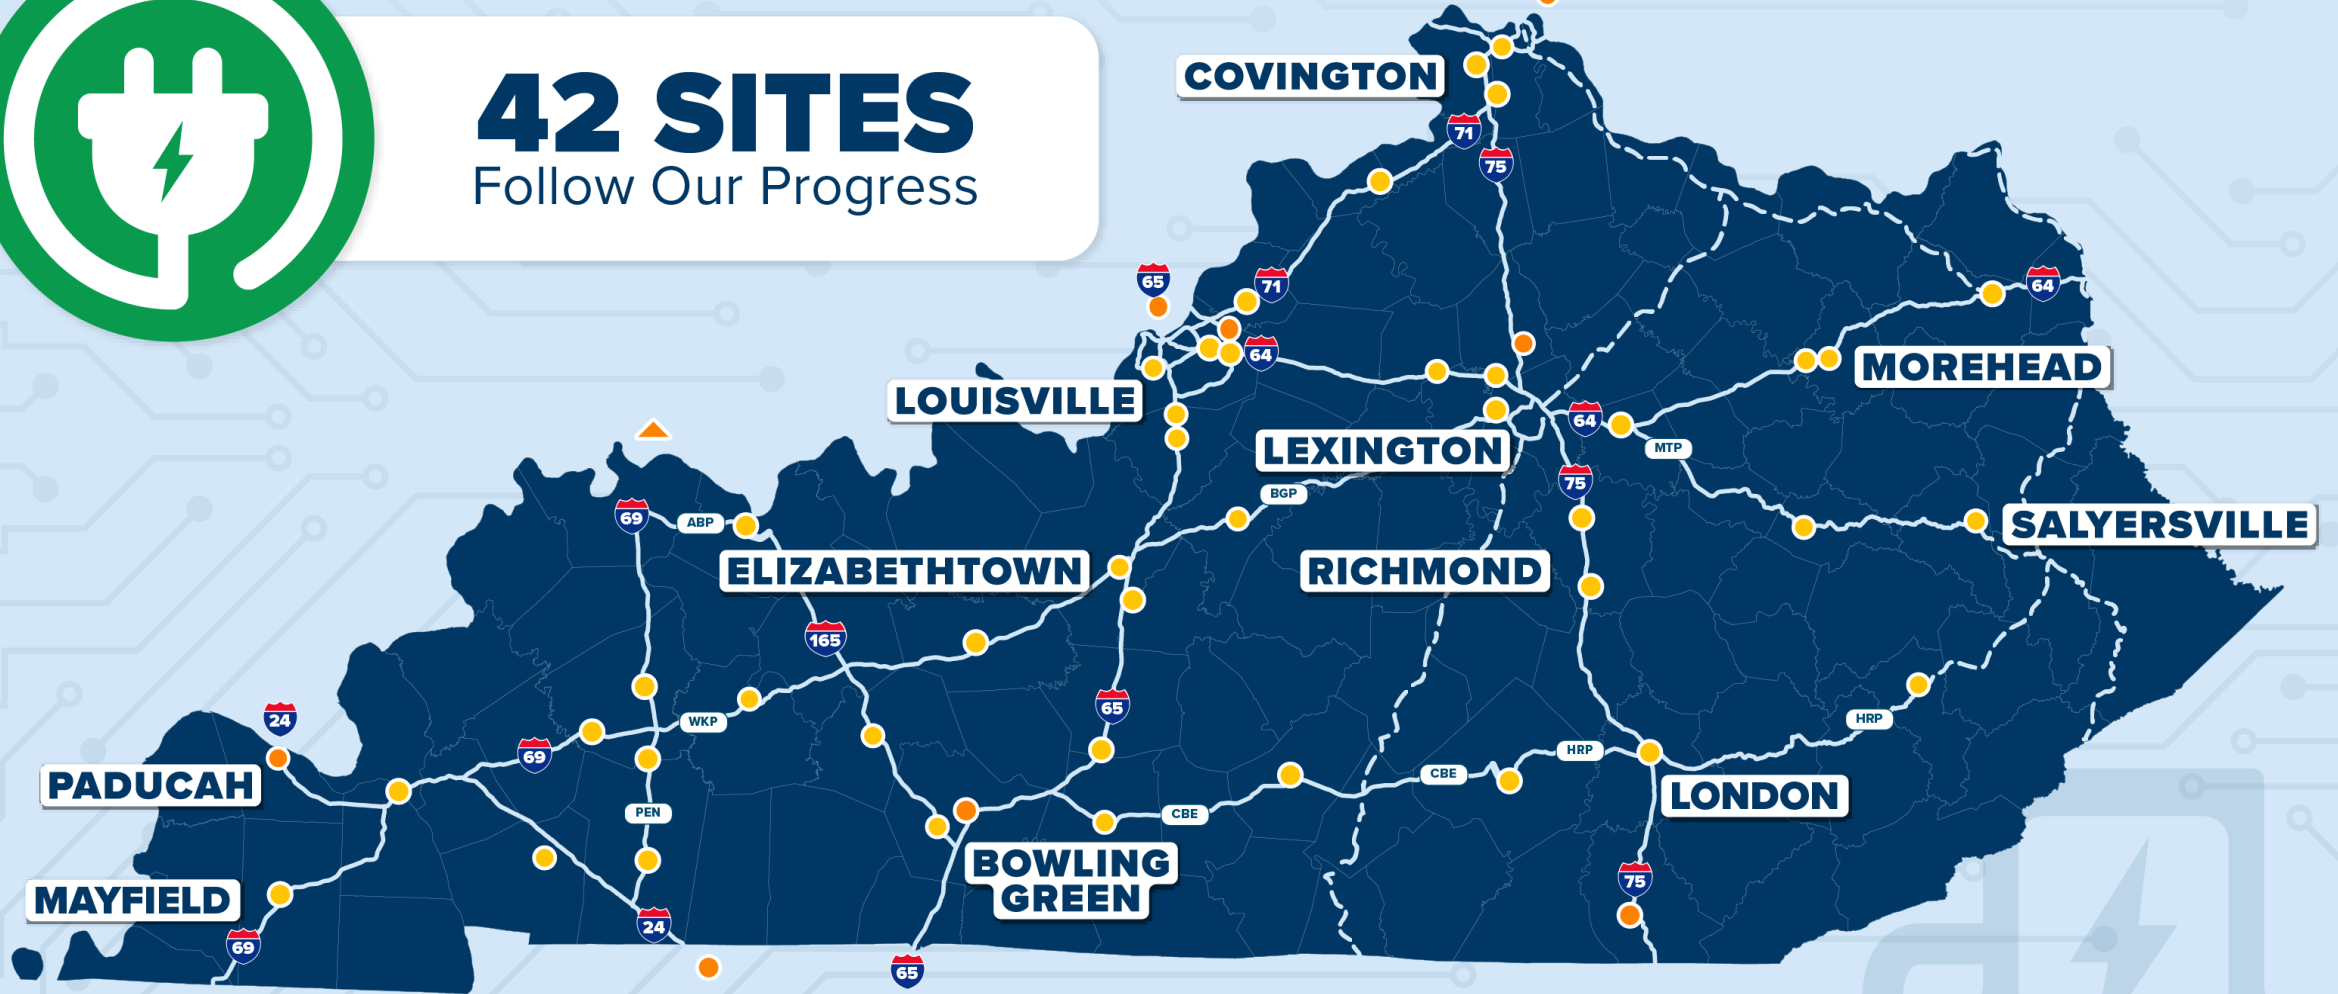 42 SITES
Follow Our Progress
COVINGTON
71
75
65
71
64
LOUISVILLE
MOREHEAD
64
64
LEXINGTON
MTP
75
BGP
69
ABP
SALYERSVILLE
ELIZABETHTOWN
RICHMOND
165
65
24
WKP
HRP
69
HRP
CBE
PADUCAH
LONDON
PEN
CBE
BOWLING
GREEN
75
MAYFIELD
24
69
65